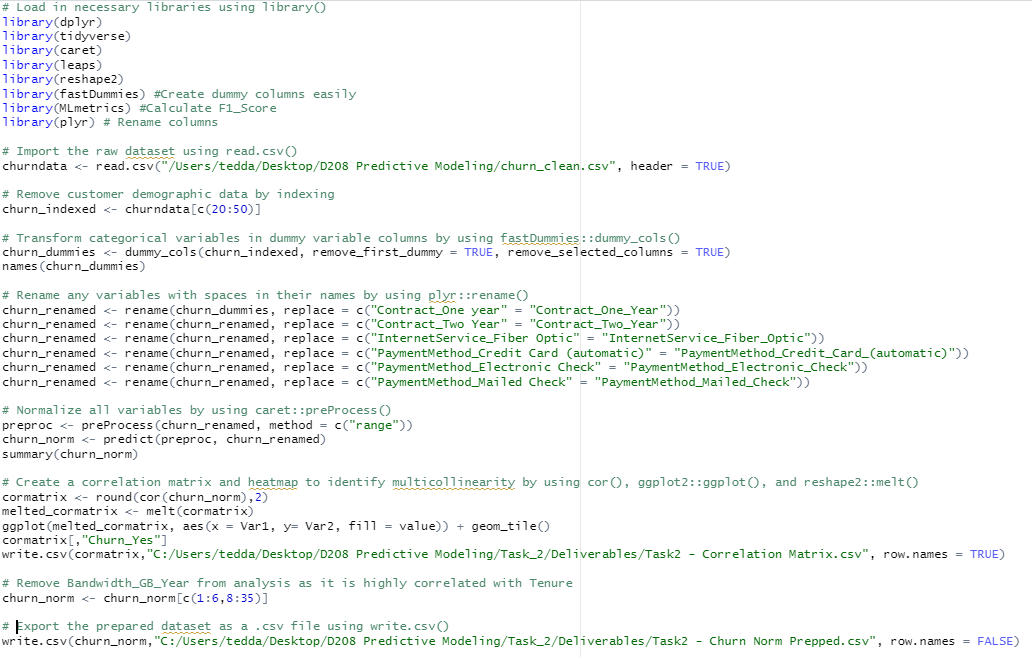 # Load in necessary libraries using library()
library(dplyr)
library(tidyverse)
library(caret)
library(leaps)
library(reshape2)
library(fastDummies) #Create dummy columns easily
library(MLmetrics) #Calculate F1_Score
library(plyr) # Rename columns
# Import the raw dataset using read.csv()
churndata <- read.csv("/Users/tedda/Desktop/D208 Predictive Modeling/churn_clean.csv", header = TRUE)
# Remove customer demographic data by indexing
churn_indexed <- churndata[c(20:50)]
# Transform categorical variables in dummy variable columns by using fastDummies::dummy_cols()
churn_dummies <- dummy_cols(churn_indexed, remove_first_dummy = TRUE, remove_selected_columns = TRUE)
names(churn_dummies)
# Rename any variables with spaces in their names by using plyr::rename()
churn_renamed <- rename(churn_dummies, replace = c("Contract_One year" = "Contract_One_Year"))
churn_renamed <- rename(churn_renamed, replace = c("Contract_Two Year" = "Contract_Two_Year"))
churn_renamed <- rename(churn_renamed, replace = c("InternetService_Fiber Optic" = "InternetService_Fiber_Optic"))
churn_renamed <- rename(churn_renamed, replace = c("PaymentMethod_Credit Card (automatic)" = "PaymentMethod_Credit_Card_(automatic)"))
churn_renamed <- rename(churn_renamed, replace = c("PaymentMethod_Electronic Check" = "PaymentMethod_Electronic_Check"))
churn_renamed <- rename(churn_renamed, replace = c("PaymentMethod_Mailed Check" = "PaymentMethod_Mailed_Check"))
# Normalize all variables by using caret::preProcess()
preproc <- preProcess(churn_renamed, method = c("range"))
churn_norm <- predict(preproc, churn_renamed)
summary(churn_norm)
# Create a correlation matrix and heatmap to identify multicollinearity by using cor(), ggplot2::ggplot(), and reshape2::melt()
cormatrix <- round(cor(churn_norm),2)
melted_cormatrix <- melt(cormatrix)
ggplot(melted_cormatrix, aes(x = Var1, y= Var2, fill = value)) + geom_tile()
cormatrix[,"Churn_Yes"]
write.csv(cormatrix,"C:/Users/tedda/Desktop/D208 Predictive Modeling/Task_2/Deliverables/Task2 - Correlation Matrix.csv", row.names = TRUE)
# Remove Bandwidth_GB_Year from analysis as it is highly correlated with Tenure
churn_norm <- churn_norm[c(1:6,8:35)]
# Export the prepared dataset as a .csv file using write.csv()
write.csv(churn_norm,"C:/Users/tedda/Desktop/D208 Predictive Modeling/Task_2/Deliverables/Task2 - Churn Norm Prepped.csv", row.names = FALSE)